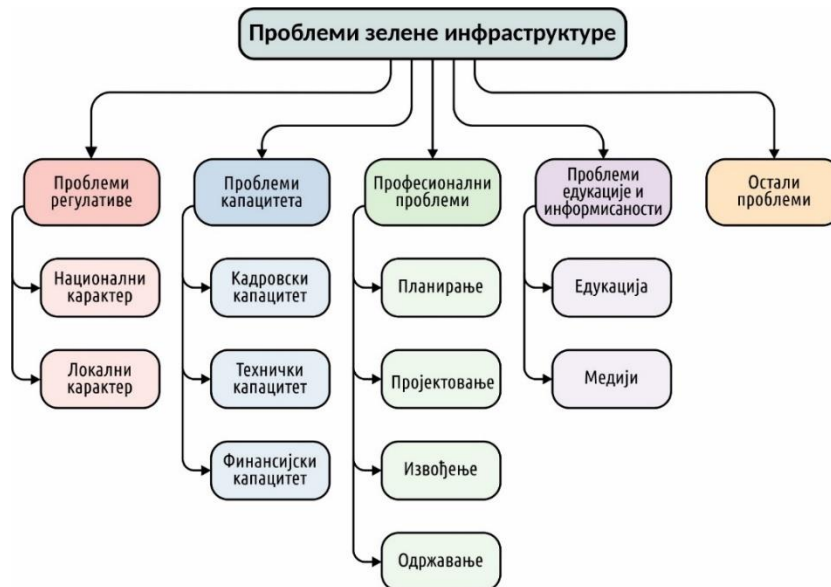 Проблеми зелене инфраструктуре
Проблеми
регулативе
Национални
карактер
Локални
карактер
Проблеми
капацитета
Кадровски
капацитет
Технички
капацитет
Финансијски
капацитет
Професионални
проблеми
Планирање
Пројектовање
Извођење
Одржавање
Проблеми
едукације и
информисаности
Едукација
Медији
Остали
проблеми